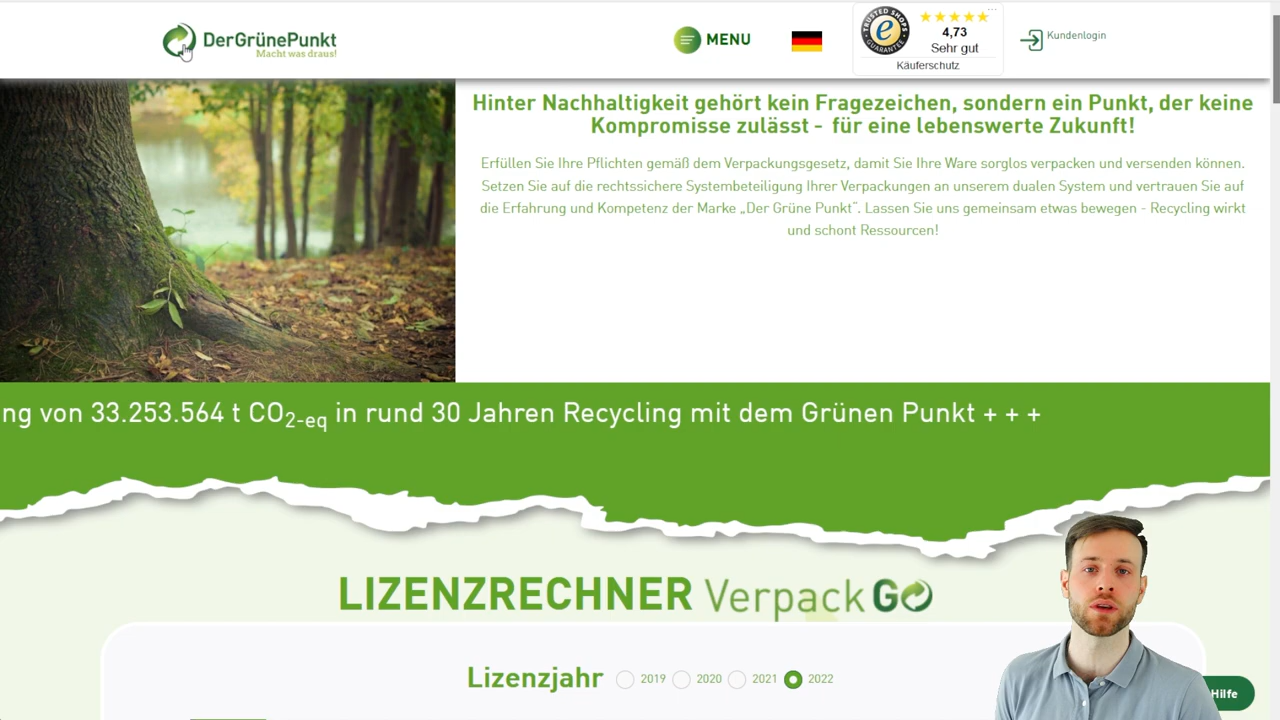 DerGrünePunkt
Macht was draus!
MENU
TRUSTED SHOPS
GUARANTEE
e
4,73
Sehr gut
Käuferschutz
Kundenlogin
Hinter Nachhaltigkeit gehört kein Fragezeichen, sondern ein Punkt, der keine
Kompromisse zulässt - für eine lebenswerte Zukunft!
Erfüllen Sie Ihre Pflichten gemäß dem Verpackungsgesetz, damit Sie Ihre Ware sorglos verpacken und versenden können.
Setzen Sie auf die rechtssichere Systembeteiligung Ihrer Verpackungen an unserem dualen System und vertrauen Sie auf
die Erfahrung und Kompetenz der Marke „Der Grüne Punkt“. Lassen Sie uns gemeinsam etwas bewegen - Recycling wirkt
und schont Ressourcen!
ng von 33.253.564 t CO2-eq in rund 30 Jahren Recycling mit dem Grünen Punkt + + +
LIZENZRECHNER VerpackGo
Lizenzjahr 2019 2020 2021 2022
Hilfe